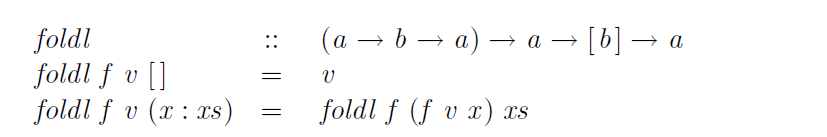 foldl :: (a → b → a) → a → [b] → a
foldl f v [] = v
foldl f v (x : xs) = foldl f (f v x) xs